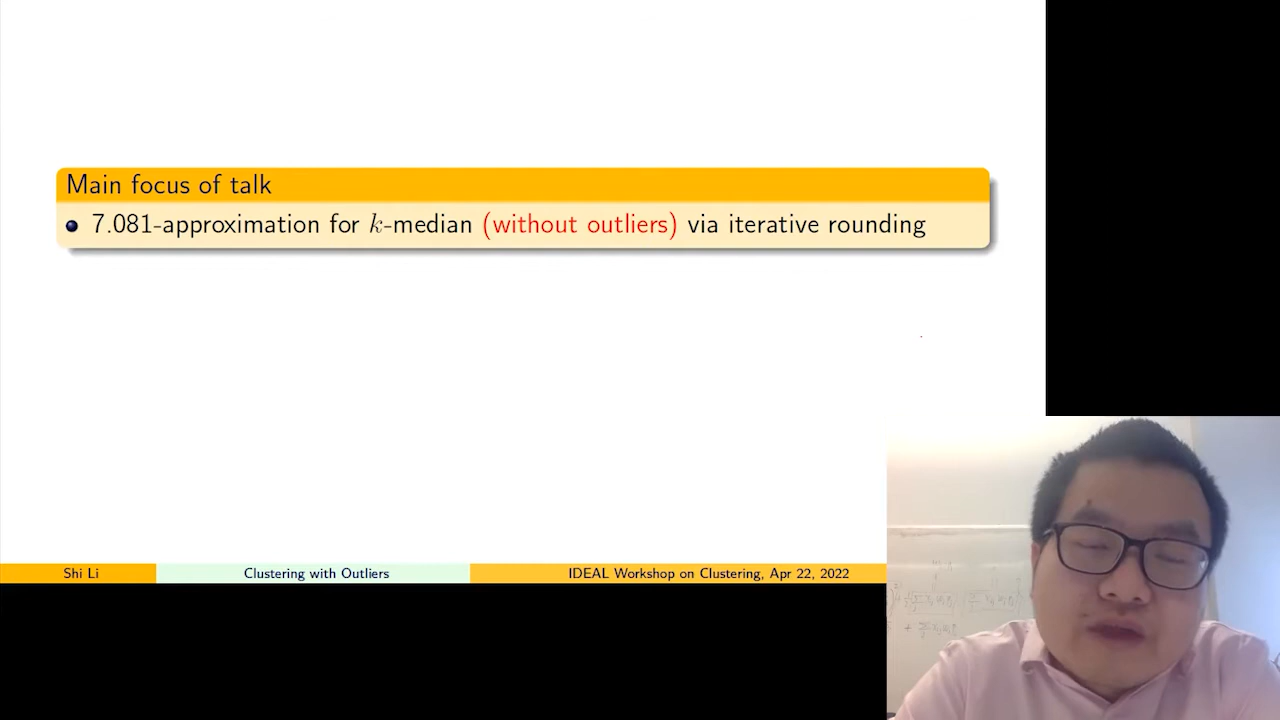 Main focus of talk
7.081-approximation for k-median (without outliers) via iterative rounding
Shi Li
Clustering with Outliers
IDEAL Workshop on Clustering, Apr 22, 2022